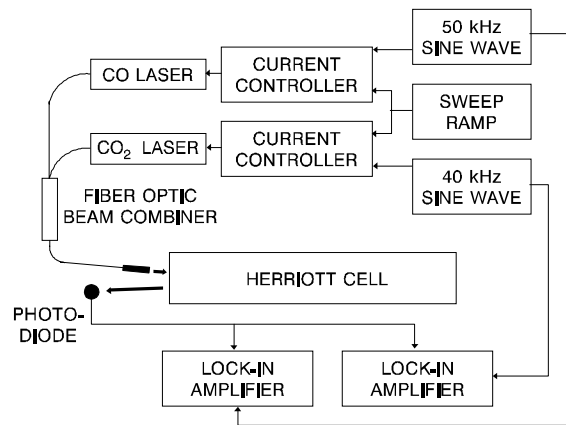 50 kHz
SINE WAVE
CURRENT
CONTROLLER
CO LASER
SWEEP
RAMP
CURRENT
CONTROLLER
CO₂ LASER
40 kHz
SINE WAVE
FIBER OPTIC
BEAM COMBINER
HERRIOTT CELL
PHOTO-
DIODE
LOCK-IN
AMPLIFIER
LOCK-IN
AMPLIFIER